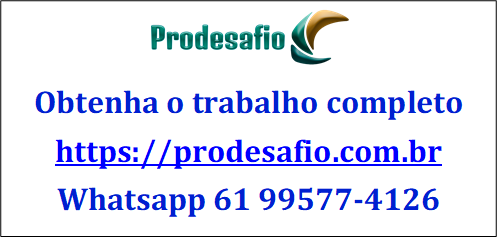 Prodesafio
Obtenha o trabalho completo
https://prodesafio.com.br
Whatsapp 61 99577-4126